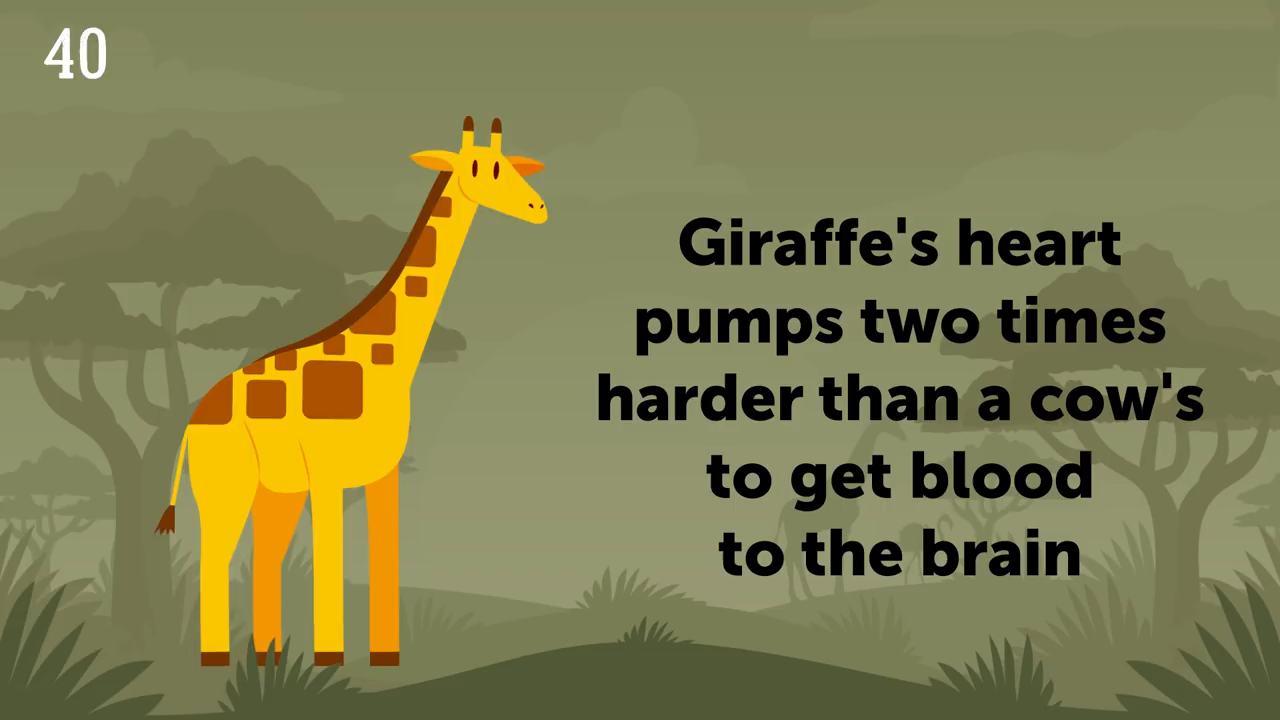 40
Giraffe's heart
pumps two times
harder than a cow's
to get blood
to the brain